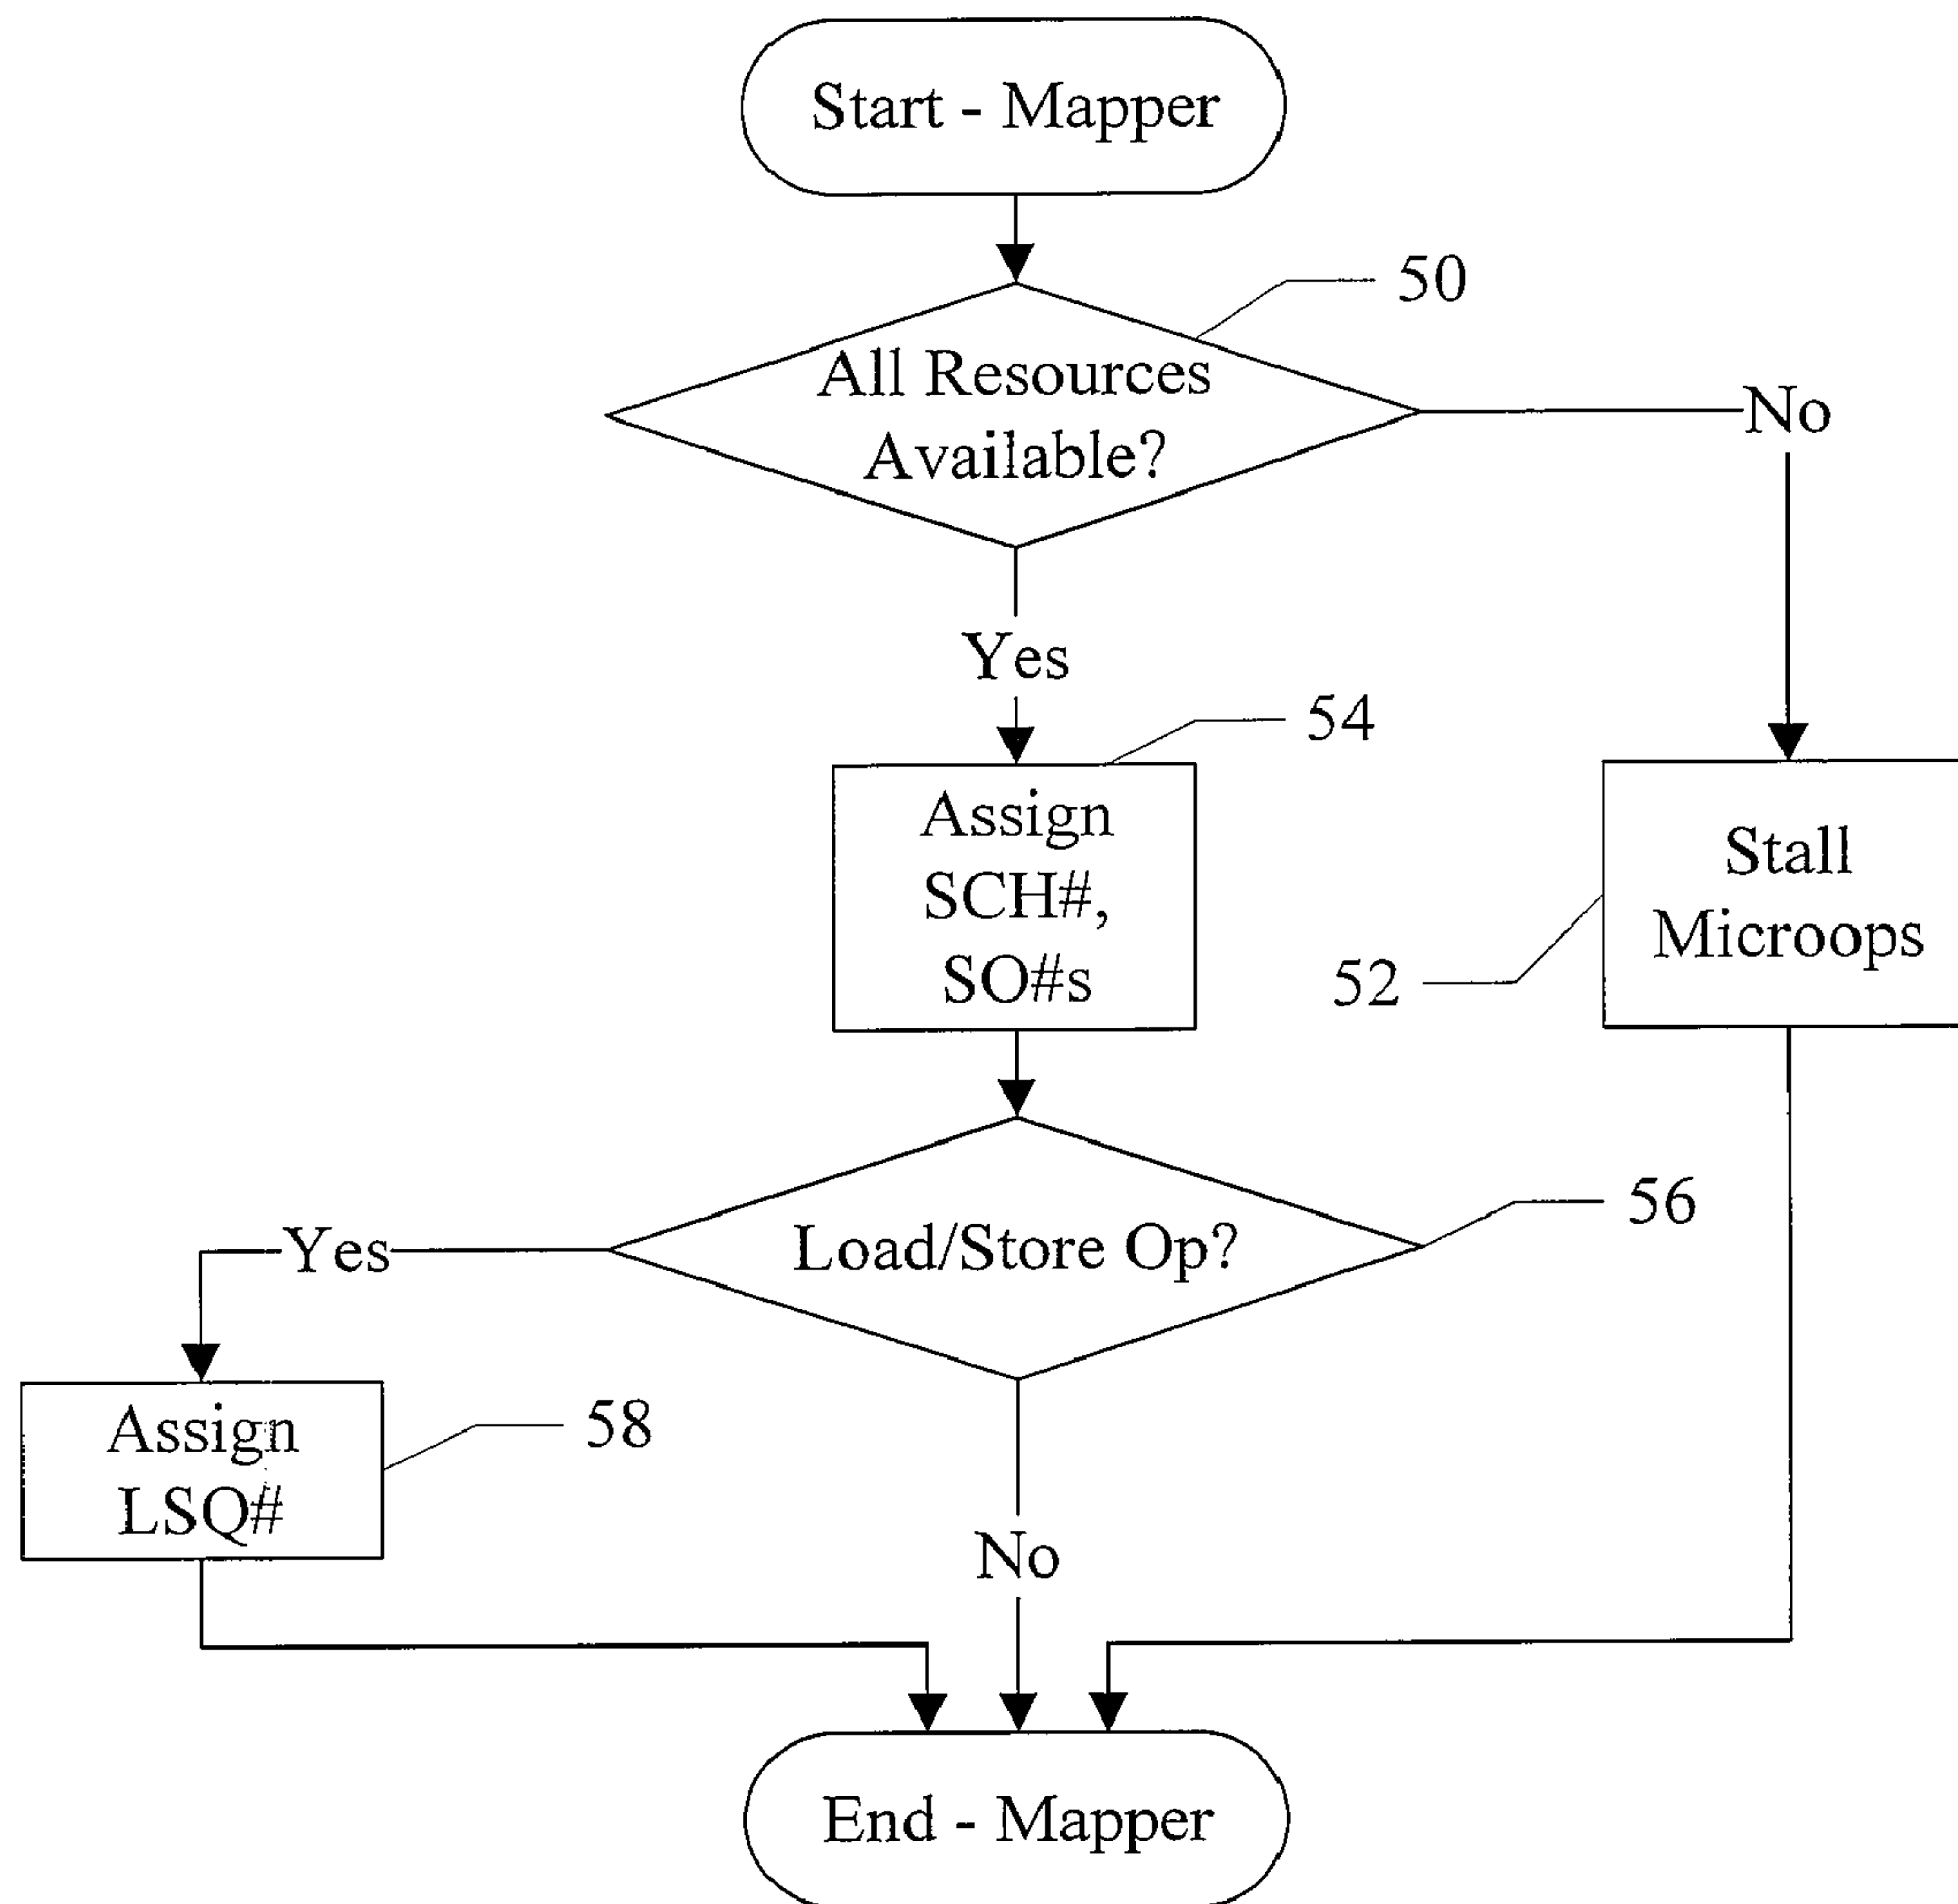 Start - Mapper
50
All Resources
Available?
No
Yes
54
Assign
SCH#,
SO#s
Stall
Microops
52
56
Load/Store Op?
Yes
Assign
LSQ#
58
No
End - Mapper